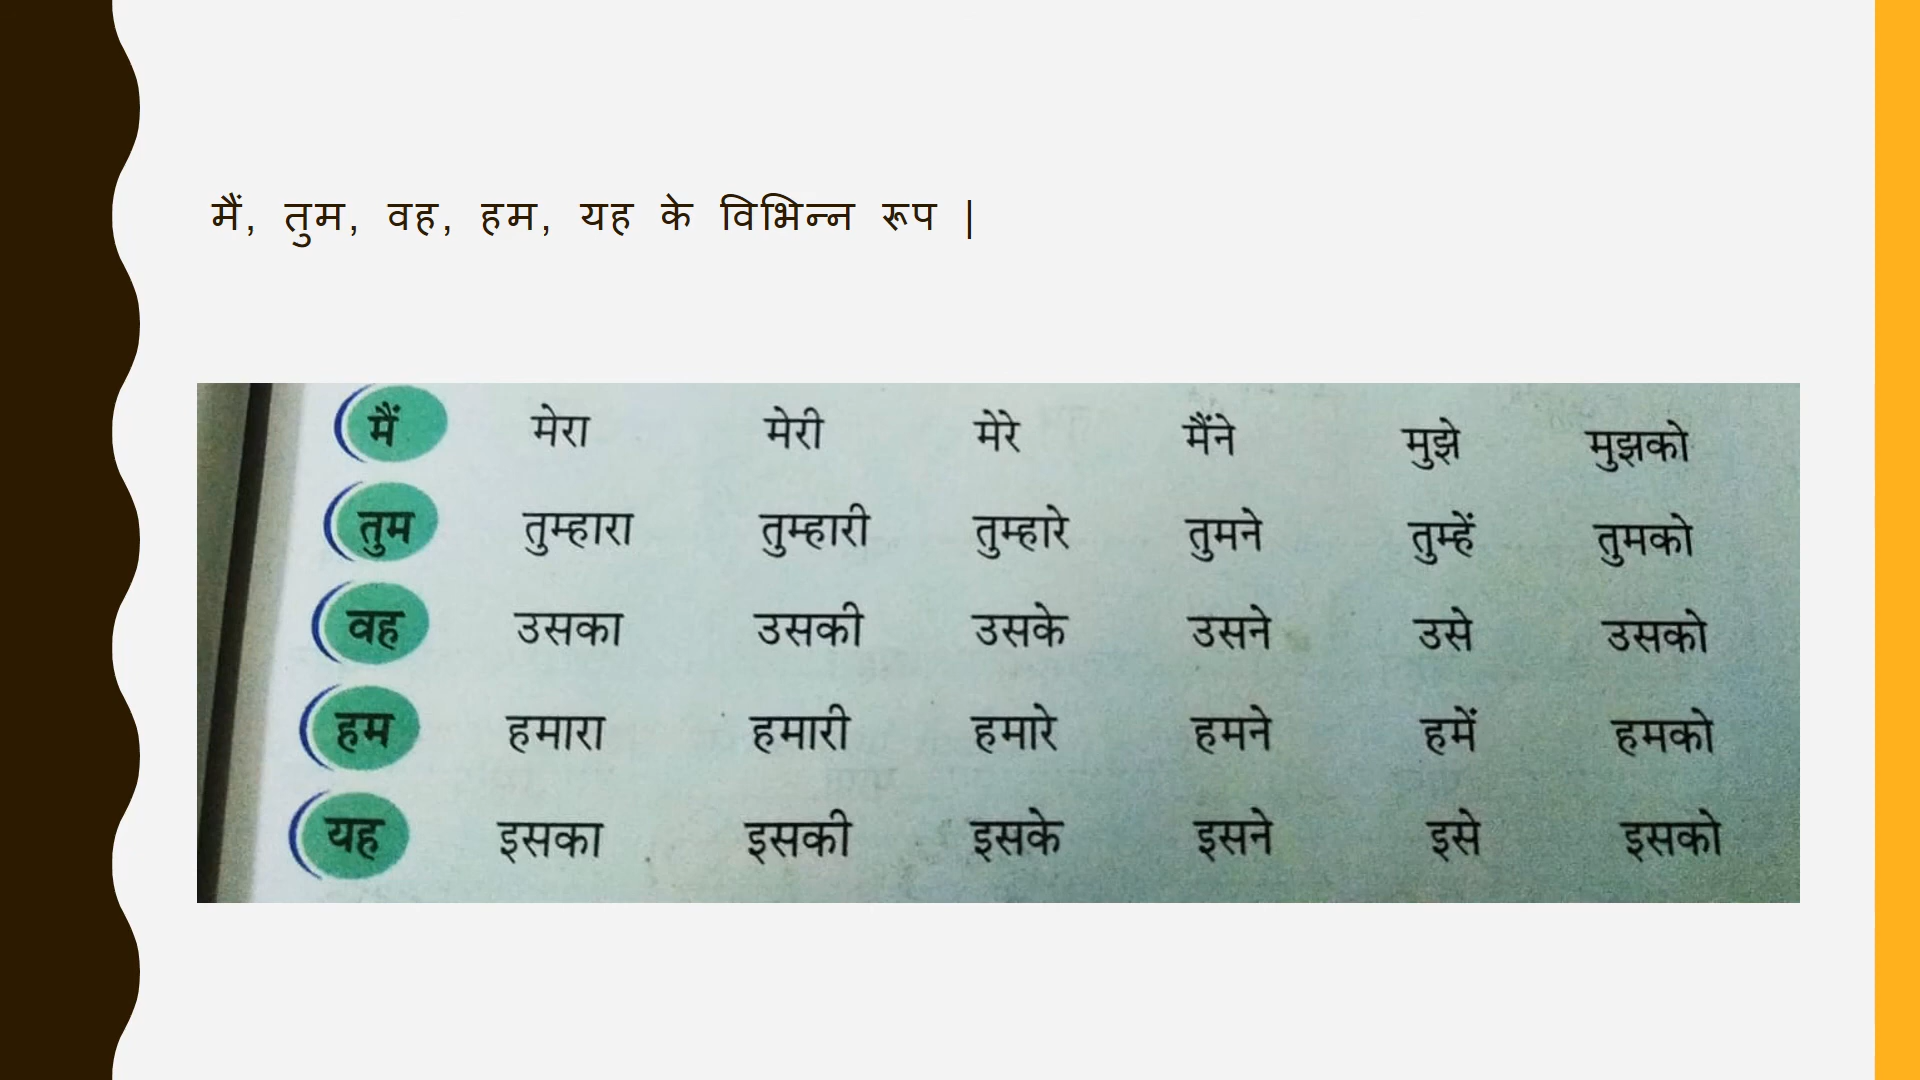 मैं, तुम, वह, हम, यह के विभिन्न रूप |
मैं मेरा मेरी मेरे मैंने मुझे मुझको
तुम तुम्हारा तुम्हारी तुम्हारे तुमने तुम्हें तुमको
वह उसका उसकी उसके उसने उसे उसको
हम हमारा हमारी हमारे हमने हमें हमको
यह इसका इसकी इसके इसने इसे इसको